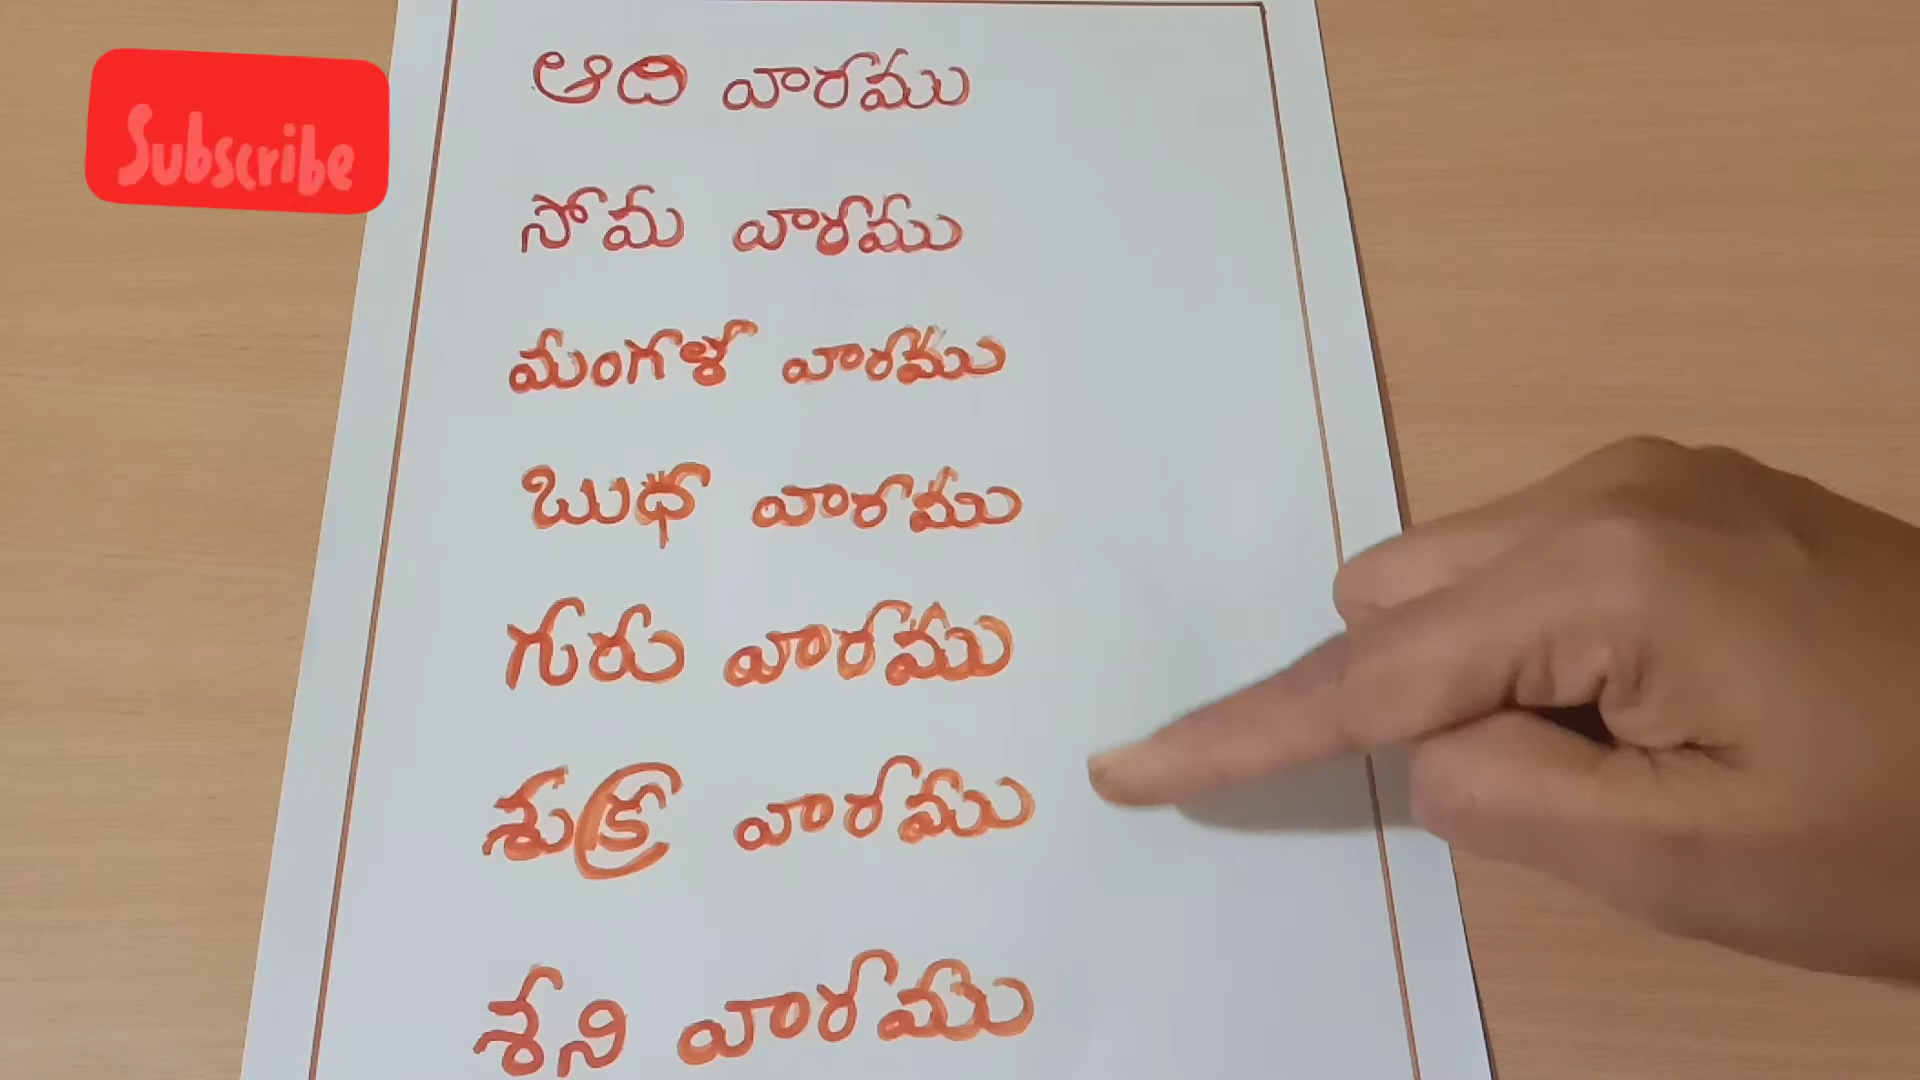 Subscribe
ఆది వారము
సోమ వారము
మంగళ వారము
బుధ వారము
గురు వారము
శుక్ర వారము
శని వారము